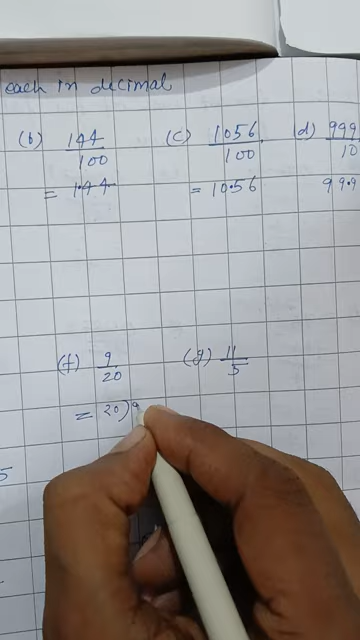 each in decimal
(b) 144/100 (c) 1056/100. d) 999/10
= 1.44 = 10.56 99.9
(f) 9/20 (g) 11/5
= 20)9
5